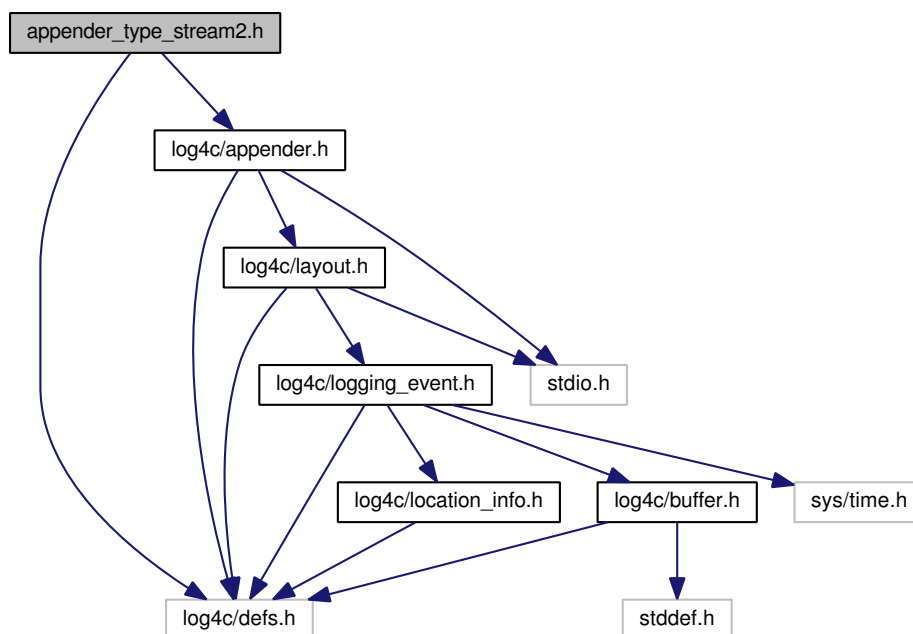 appender_type_stream2.h
log4c/appender.h
log4c/layout.h
log4c/logging_event.h
stdio.h
log4c/location_info.h
log4c/buffer.h
sys/time.h
log4c/defs.h
stddef.h